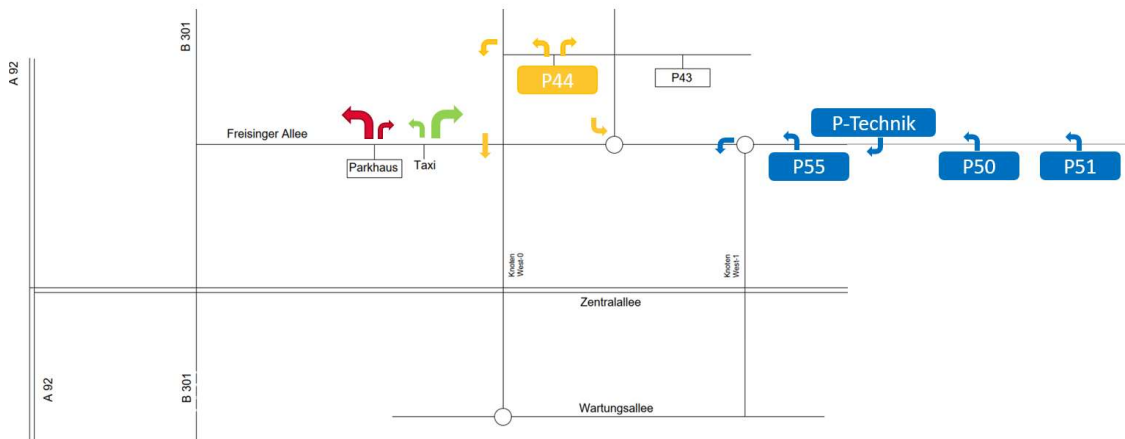 A 92
B 301
P44
P43
Freisinger Allee
Parkhaus
Taxi
P-Technik
P55
P50
P51
Knoten
West-0
Knoten
West-1
Zentralallee
A 92
B 301
Wartungsallee